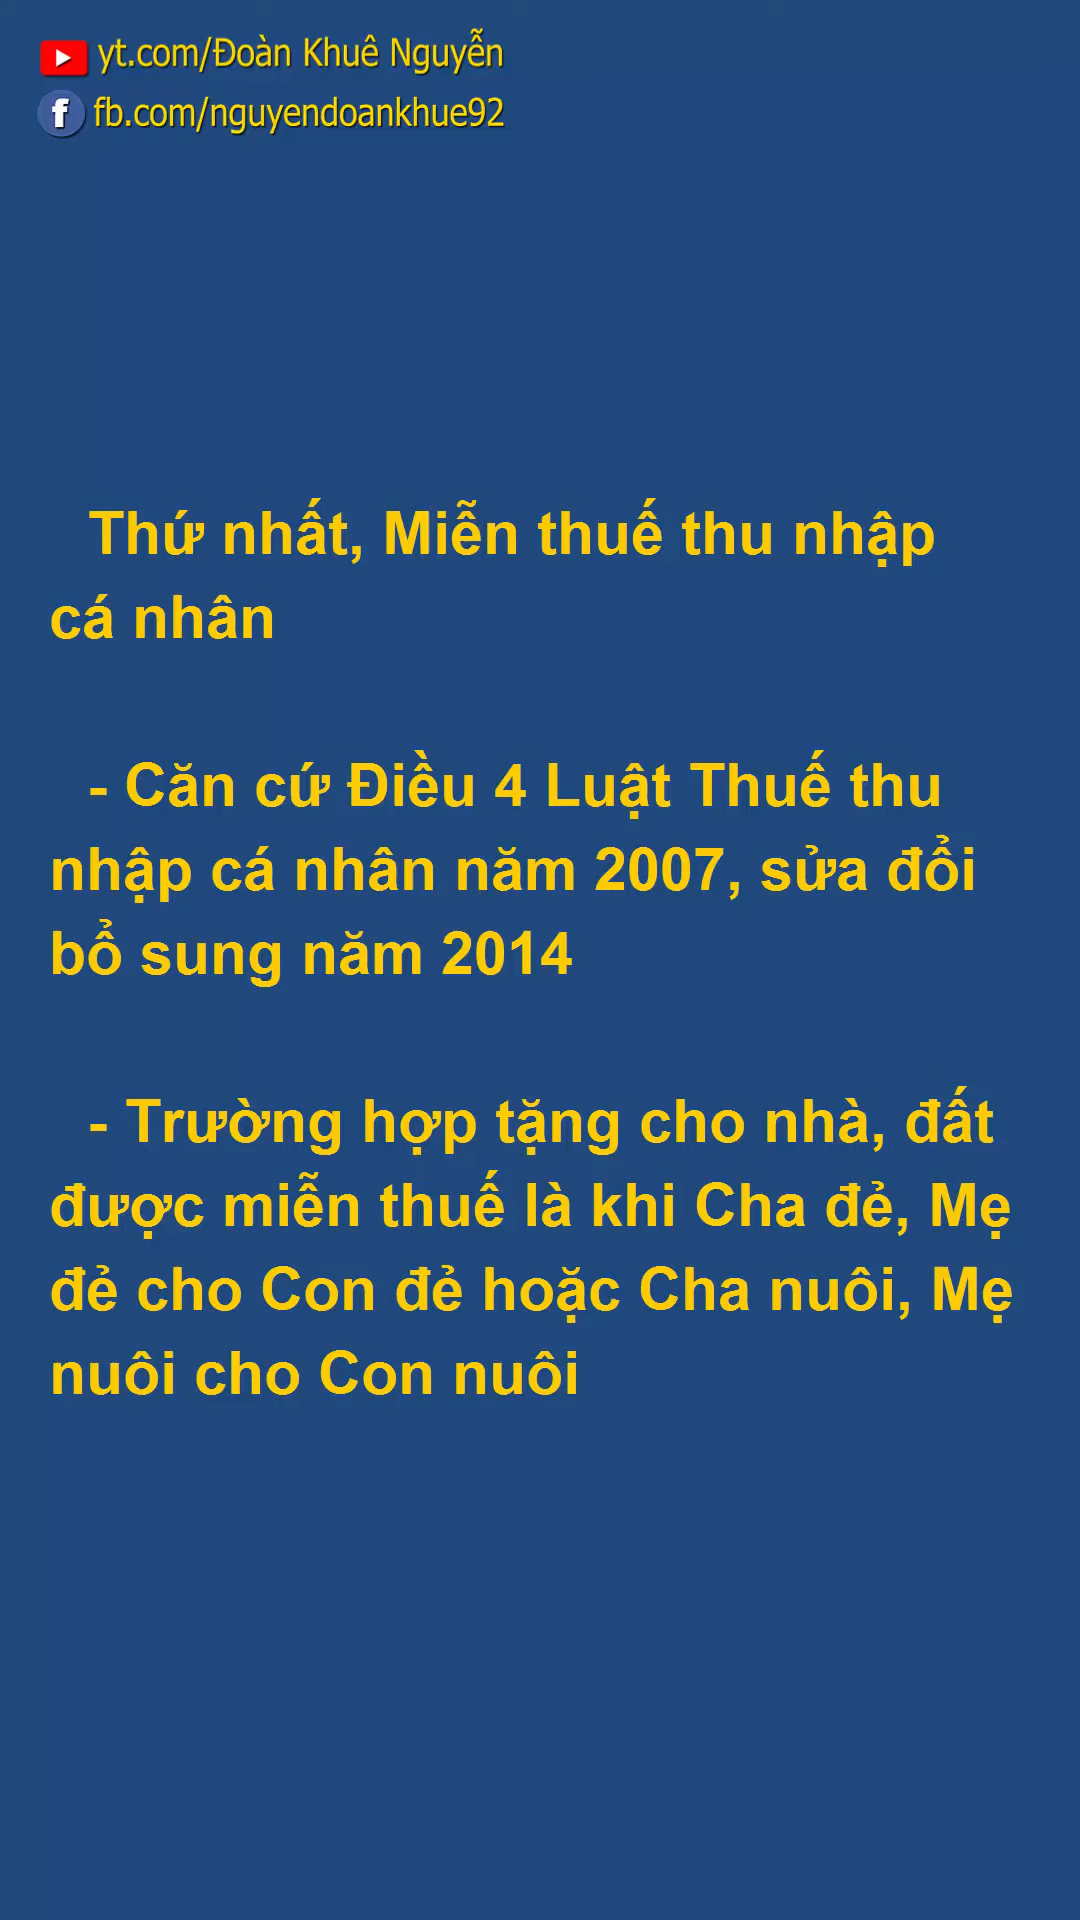 yt.com/Đoàn Khuê Nguyễn
fb.com/nguyendoankhue92
Thứ nhất, Miễn thuế thu nhập
cá nhân
- Căn cứ Điều 4 Luật Thuế thu
nhập cá nhân năm 2007, sửa đổi
bổ sung năm 2014
- Trường hợp tặng cho nhà, đất
được miễn thuế là khi Cha đẻ, Mẹ
đẻ cho Con đẻ hoặc Cha nuôi, Mẹ
nuôi cho Con nuôi